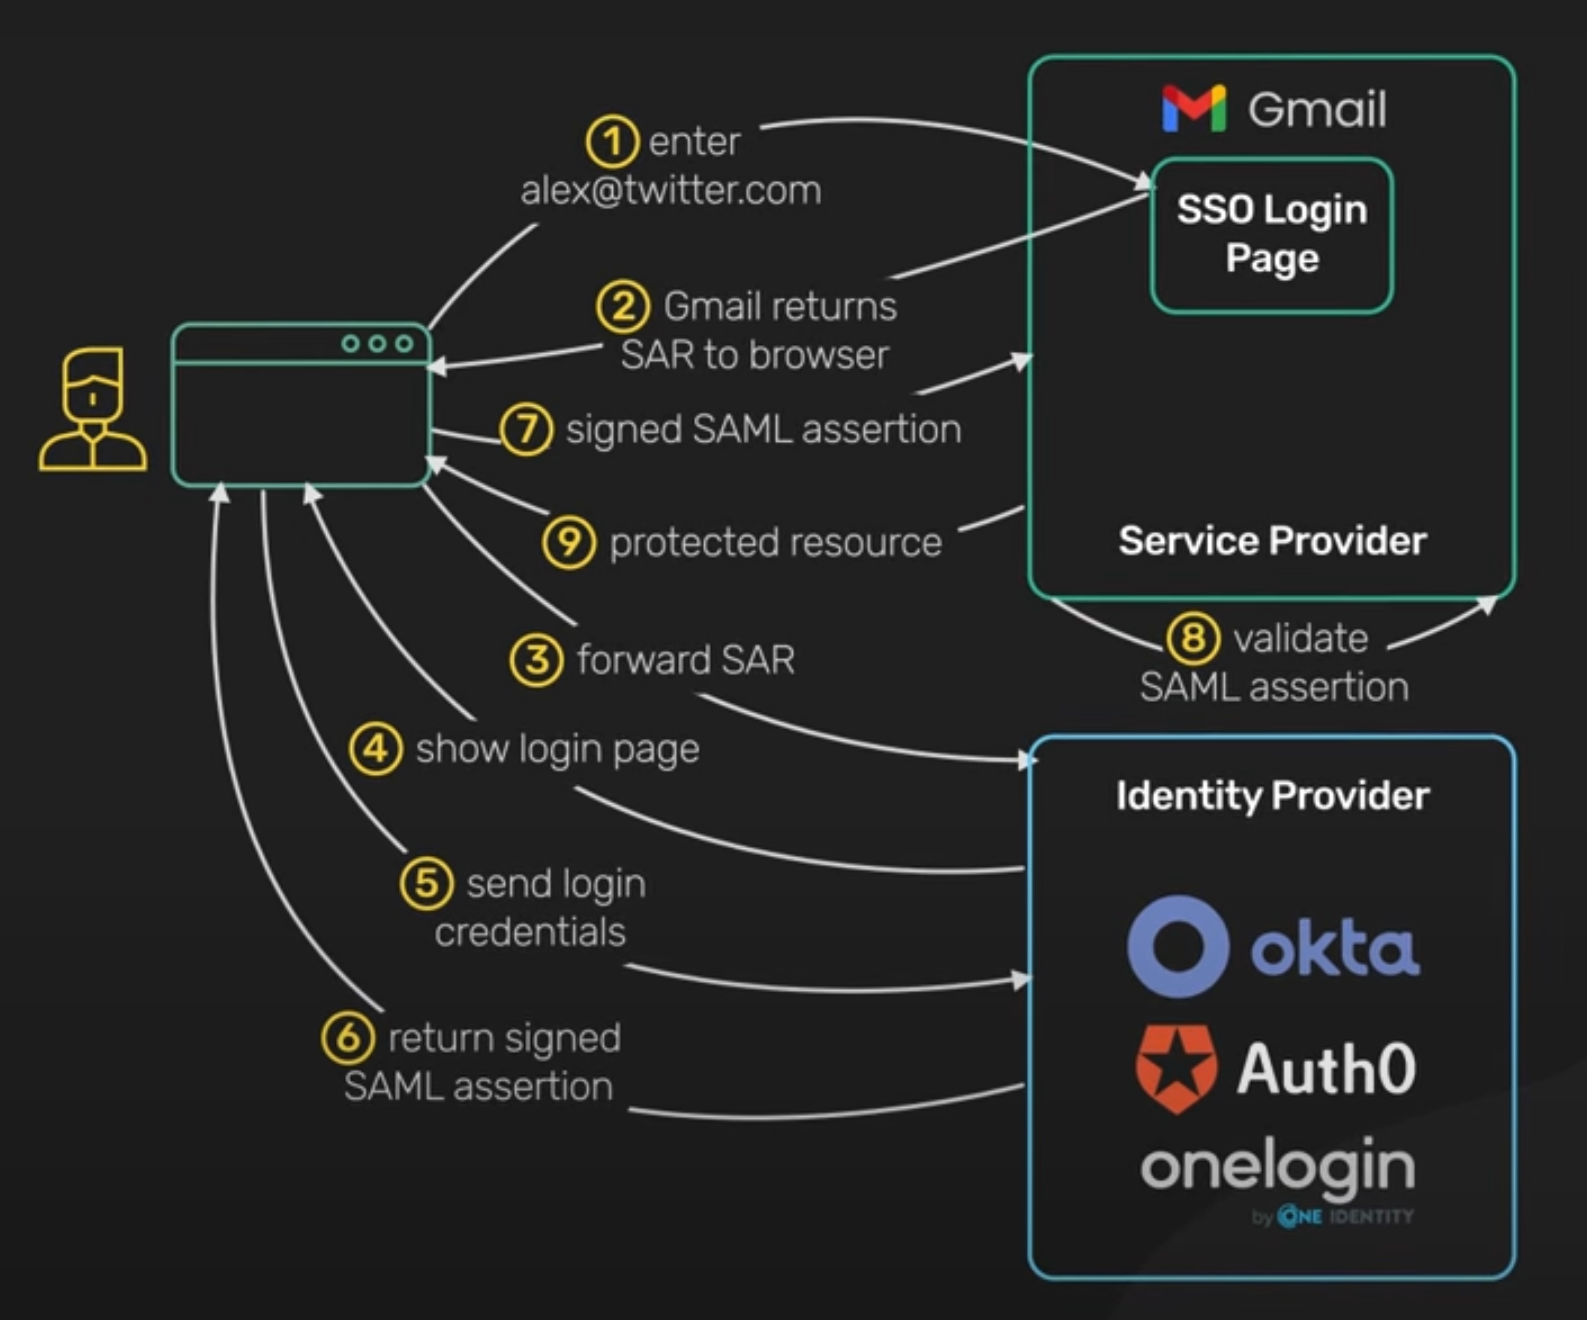 Gmail
SSO Login
Page
1 enter
alex@twitter.com
2 Gmail returns
SAR to browser
7 signed SAML assertion
9 protected resource
Service Provider
8 validate
SAML assertion
3 forward SAR
4 show login page
Identity Provider
5 send login
credentials
okta
6 return signed
SAML assertion
Auth0
onelogin
by ONE IDENTITY